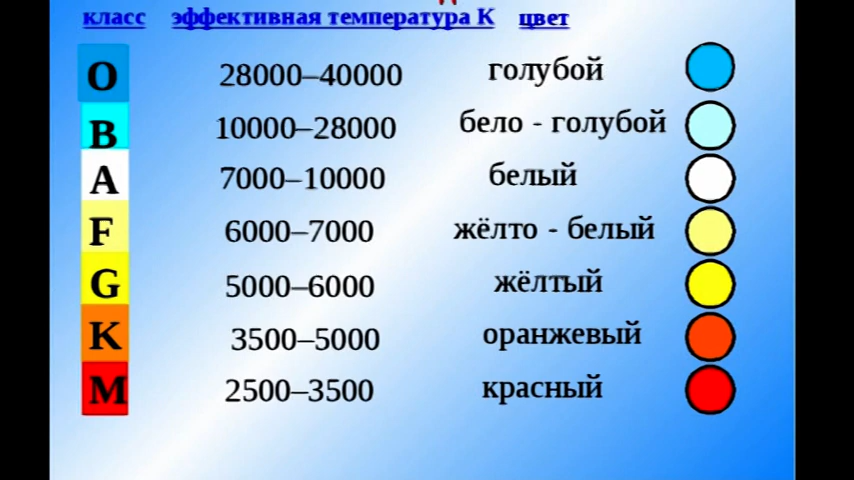 класс эффективная температура К цвет
O 28000–40000 голубой
B 10000–28000 бело - голубой
A 7000–10000 белый
F 6000–7000 жёлто - белый
G 5000–6000 жёлтый
K 3500–5000 оранжевый
M 2500–3500 красный